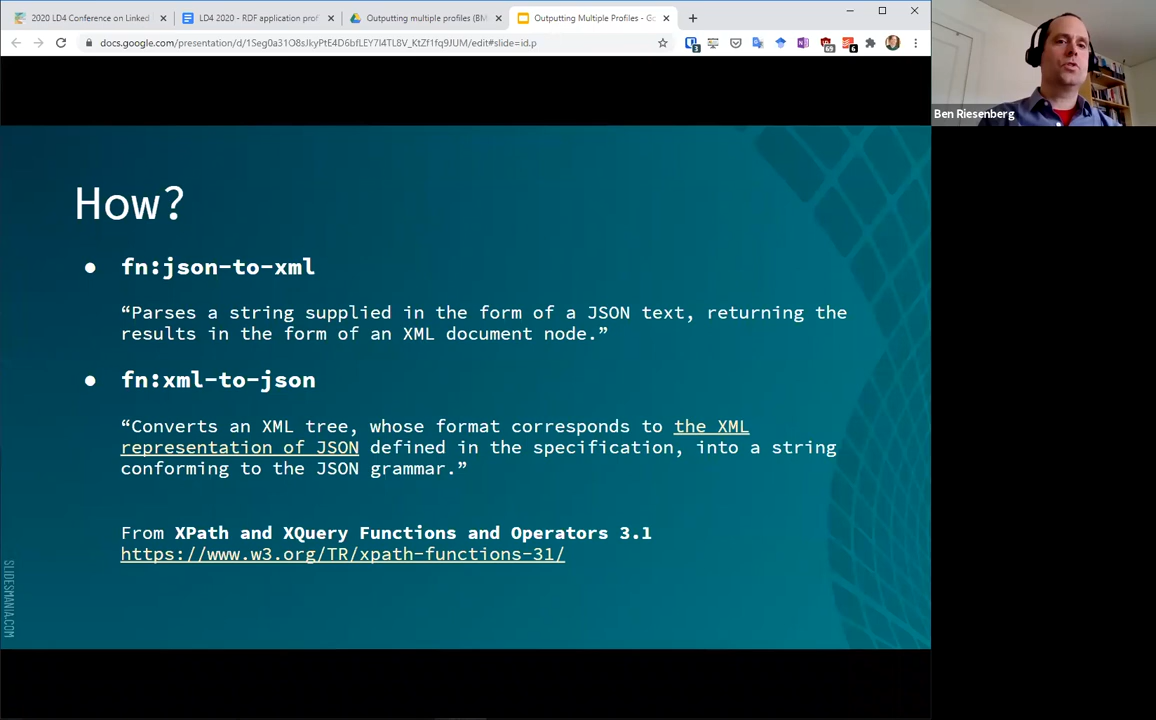 2020 LD4 Conference on Linked
LD4 2020 - RDF application prof
Outputting multiple profiles (BM
Outputting Multiple Profiles - Go
docs.google.com/presentation/d/1Seg0a31O8sJkyPtE4D6bfLEY7l4TL8V_KtZf1fq9JUM/edit#slide=id.p
Ben Riesenberg
How?
● fn:json-to-xml
“Parses a string supplied in the form of a JSON text, returning the
results in the form of an XML document node.”
● fn:xml-to-json
“Converts an XML tree, whose format corresponds to the XML
representation of JSON defined in the specification, into a string
conforming to the JSON grammar.”
From XPath and XQuery Functions and Operators 3.1
https://www.w3.org/TR/xpath-functions-31/
SLIDESMANIA.COM